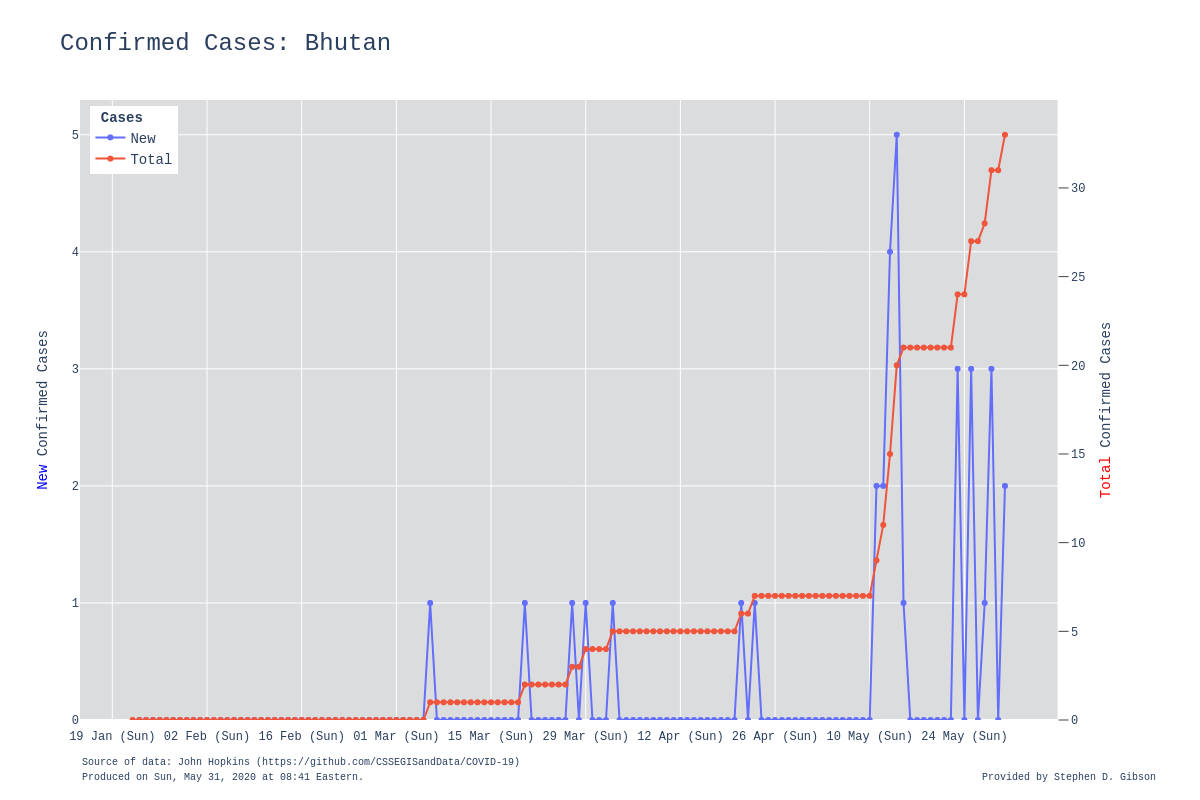 Confirmed Cases: Bhutan
Cases
New
Total
5
4
3
2
1
0
New Confirmed Cases
30
25
20
15
10
5
0
Total Confirmed Cases
19 Jan (Sun) 02 Feb (Sun) 16 Feb (Sun) 01 Mar (Sun) 15 Mar (Sun) 29 Mar (Sun) 12 Apr (Sun) 26 Apr (Sun) 10 May (Sun) 24 May (Sun)
Source of data: John Hopkins (https://github.com/CSSEGISandData/COVID-19)
Produced on Sun, May 31, 2020 at 08:41 Eastern.
Provided by Stephen D. Gibson